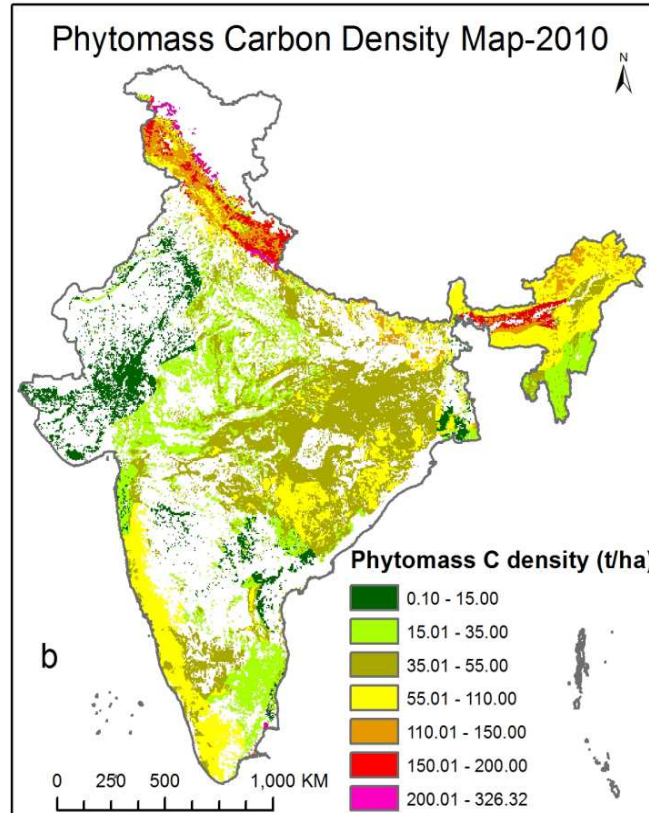 Phytomass Carbon Density Map-2010
N
b
Phytomass C density (t/ha)
0.10 - 15.00
15.01 - 35.00
35.01 - 55.00
55.01 - 110.00
110.01 - 150.00
150.01 - 200.00
200.01 - 326.32
0 250 500 1,000 KM